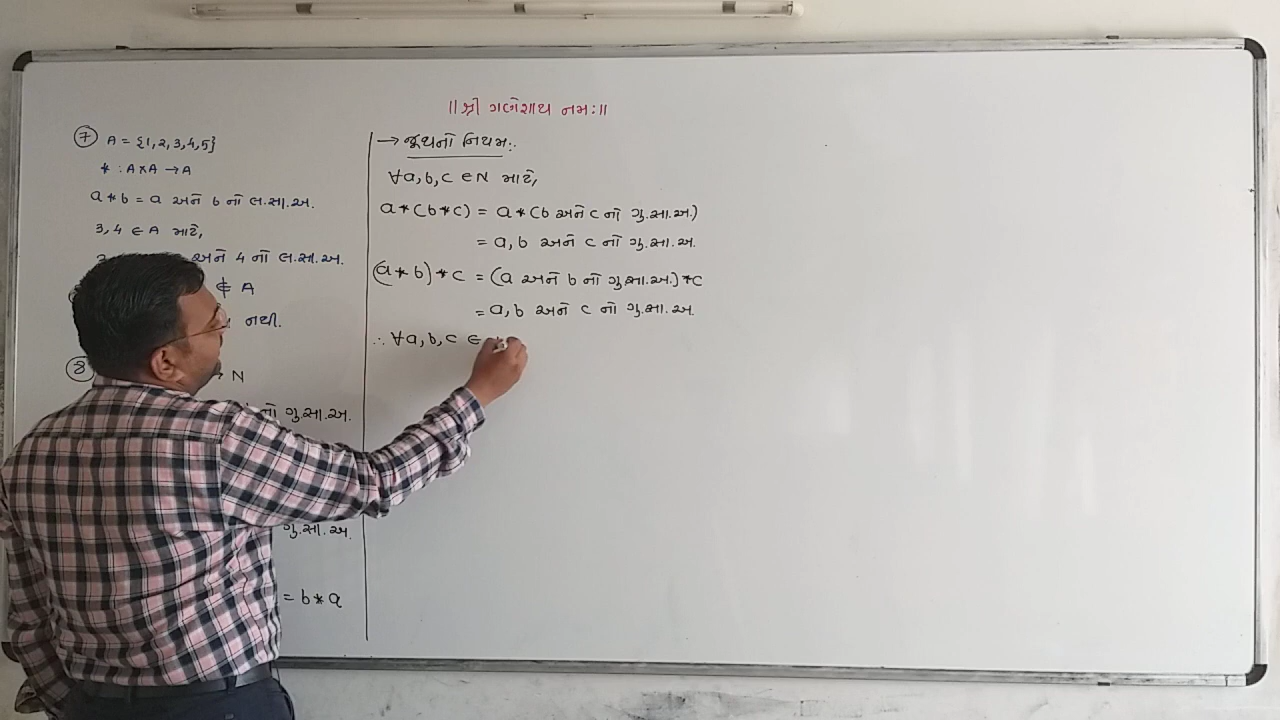 ॥ શ્રી ગણેશાય નમઃ॥
⑦ A = {1,2,3,4,5}
* : A×A → A
a * b = a અને b નો લ.સા.અ.
3, 4 ∈ A માટે,
અને 4 નો લ.સા.અ.
∉ A
નથી.
⑧ → N
નો ગુ.સા.અ.
ગુ.સા.અ.
= b * a
→ જૂથનો નિયમ:.
∀a, b, c ∈ N માટે,
a * (b * c) = a * (b અને c નો ગુ.સા.અ.)
= a, b અને c નો ગુ.સા.અ.
(a * b) * c = (a અને b નો ગુ.સા.અ.) * c
= a, b અને c નો ગુ.સા.અ.
∴ ∀a, b, c ∈